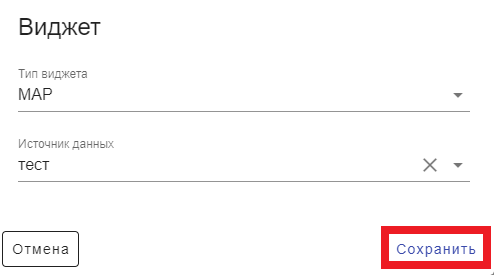 Виджет
Тип виджета
MAP
Источник данных
тест
Отмена
Сохранить